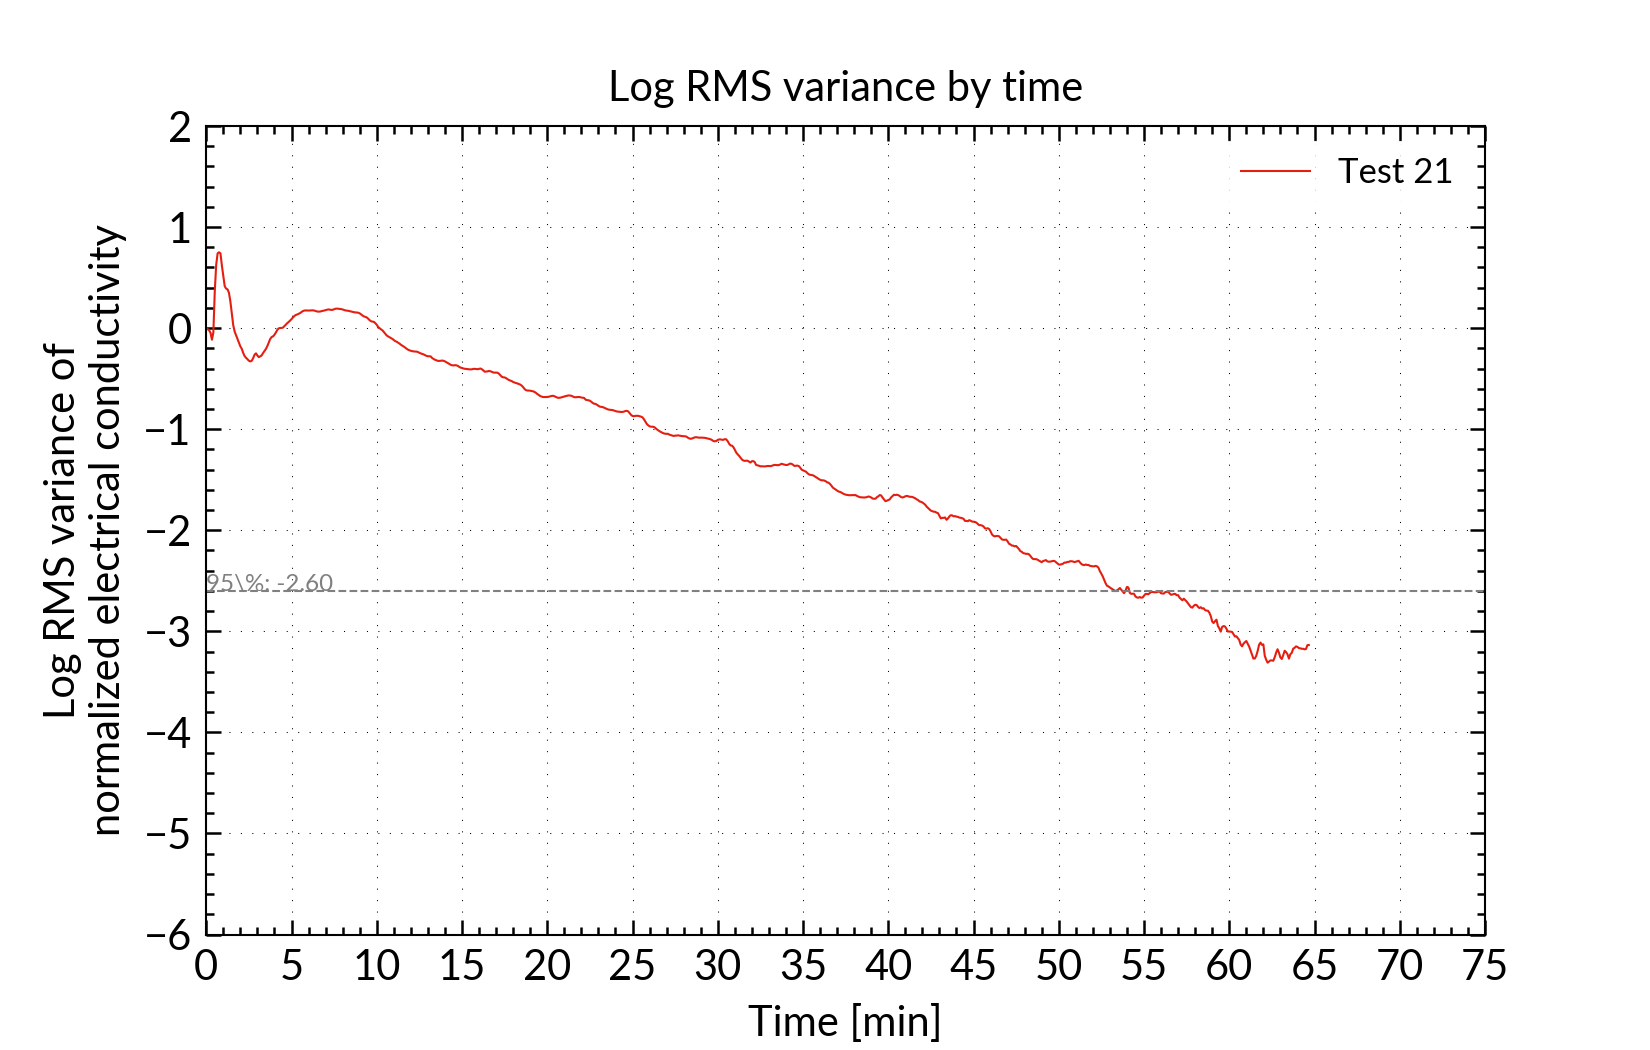 Log RMS variance by time
Test 21
2
1
0
−1
−2
−3
−4
−5
−6
Log RMS variance of
normalized electrical conductivity
95\%: -2.60
0 5 10 15 20 25 30 35 40 45 50 55 60 65 70 75
Time [min]